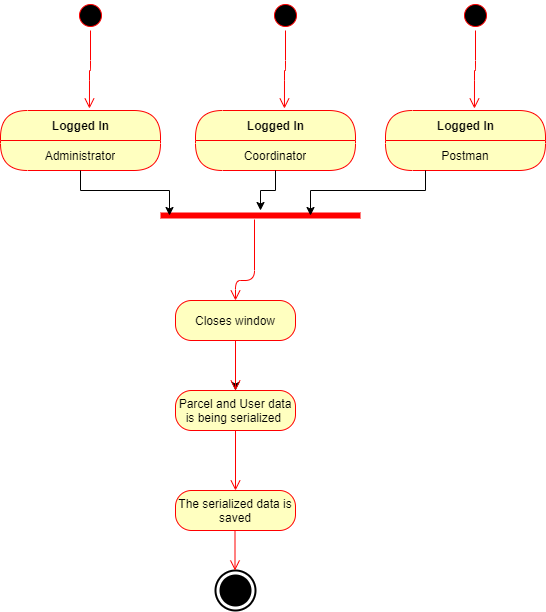 Logged In
Administrator
Logged In
Coordinator
Logged In
Postman
Closes window
Parcel and User data
is being serialized
The serialized data is
saved